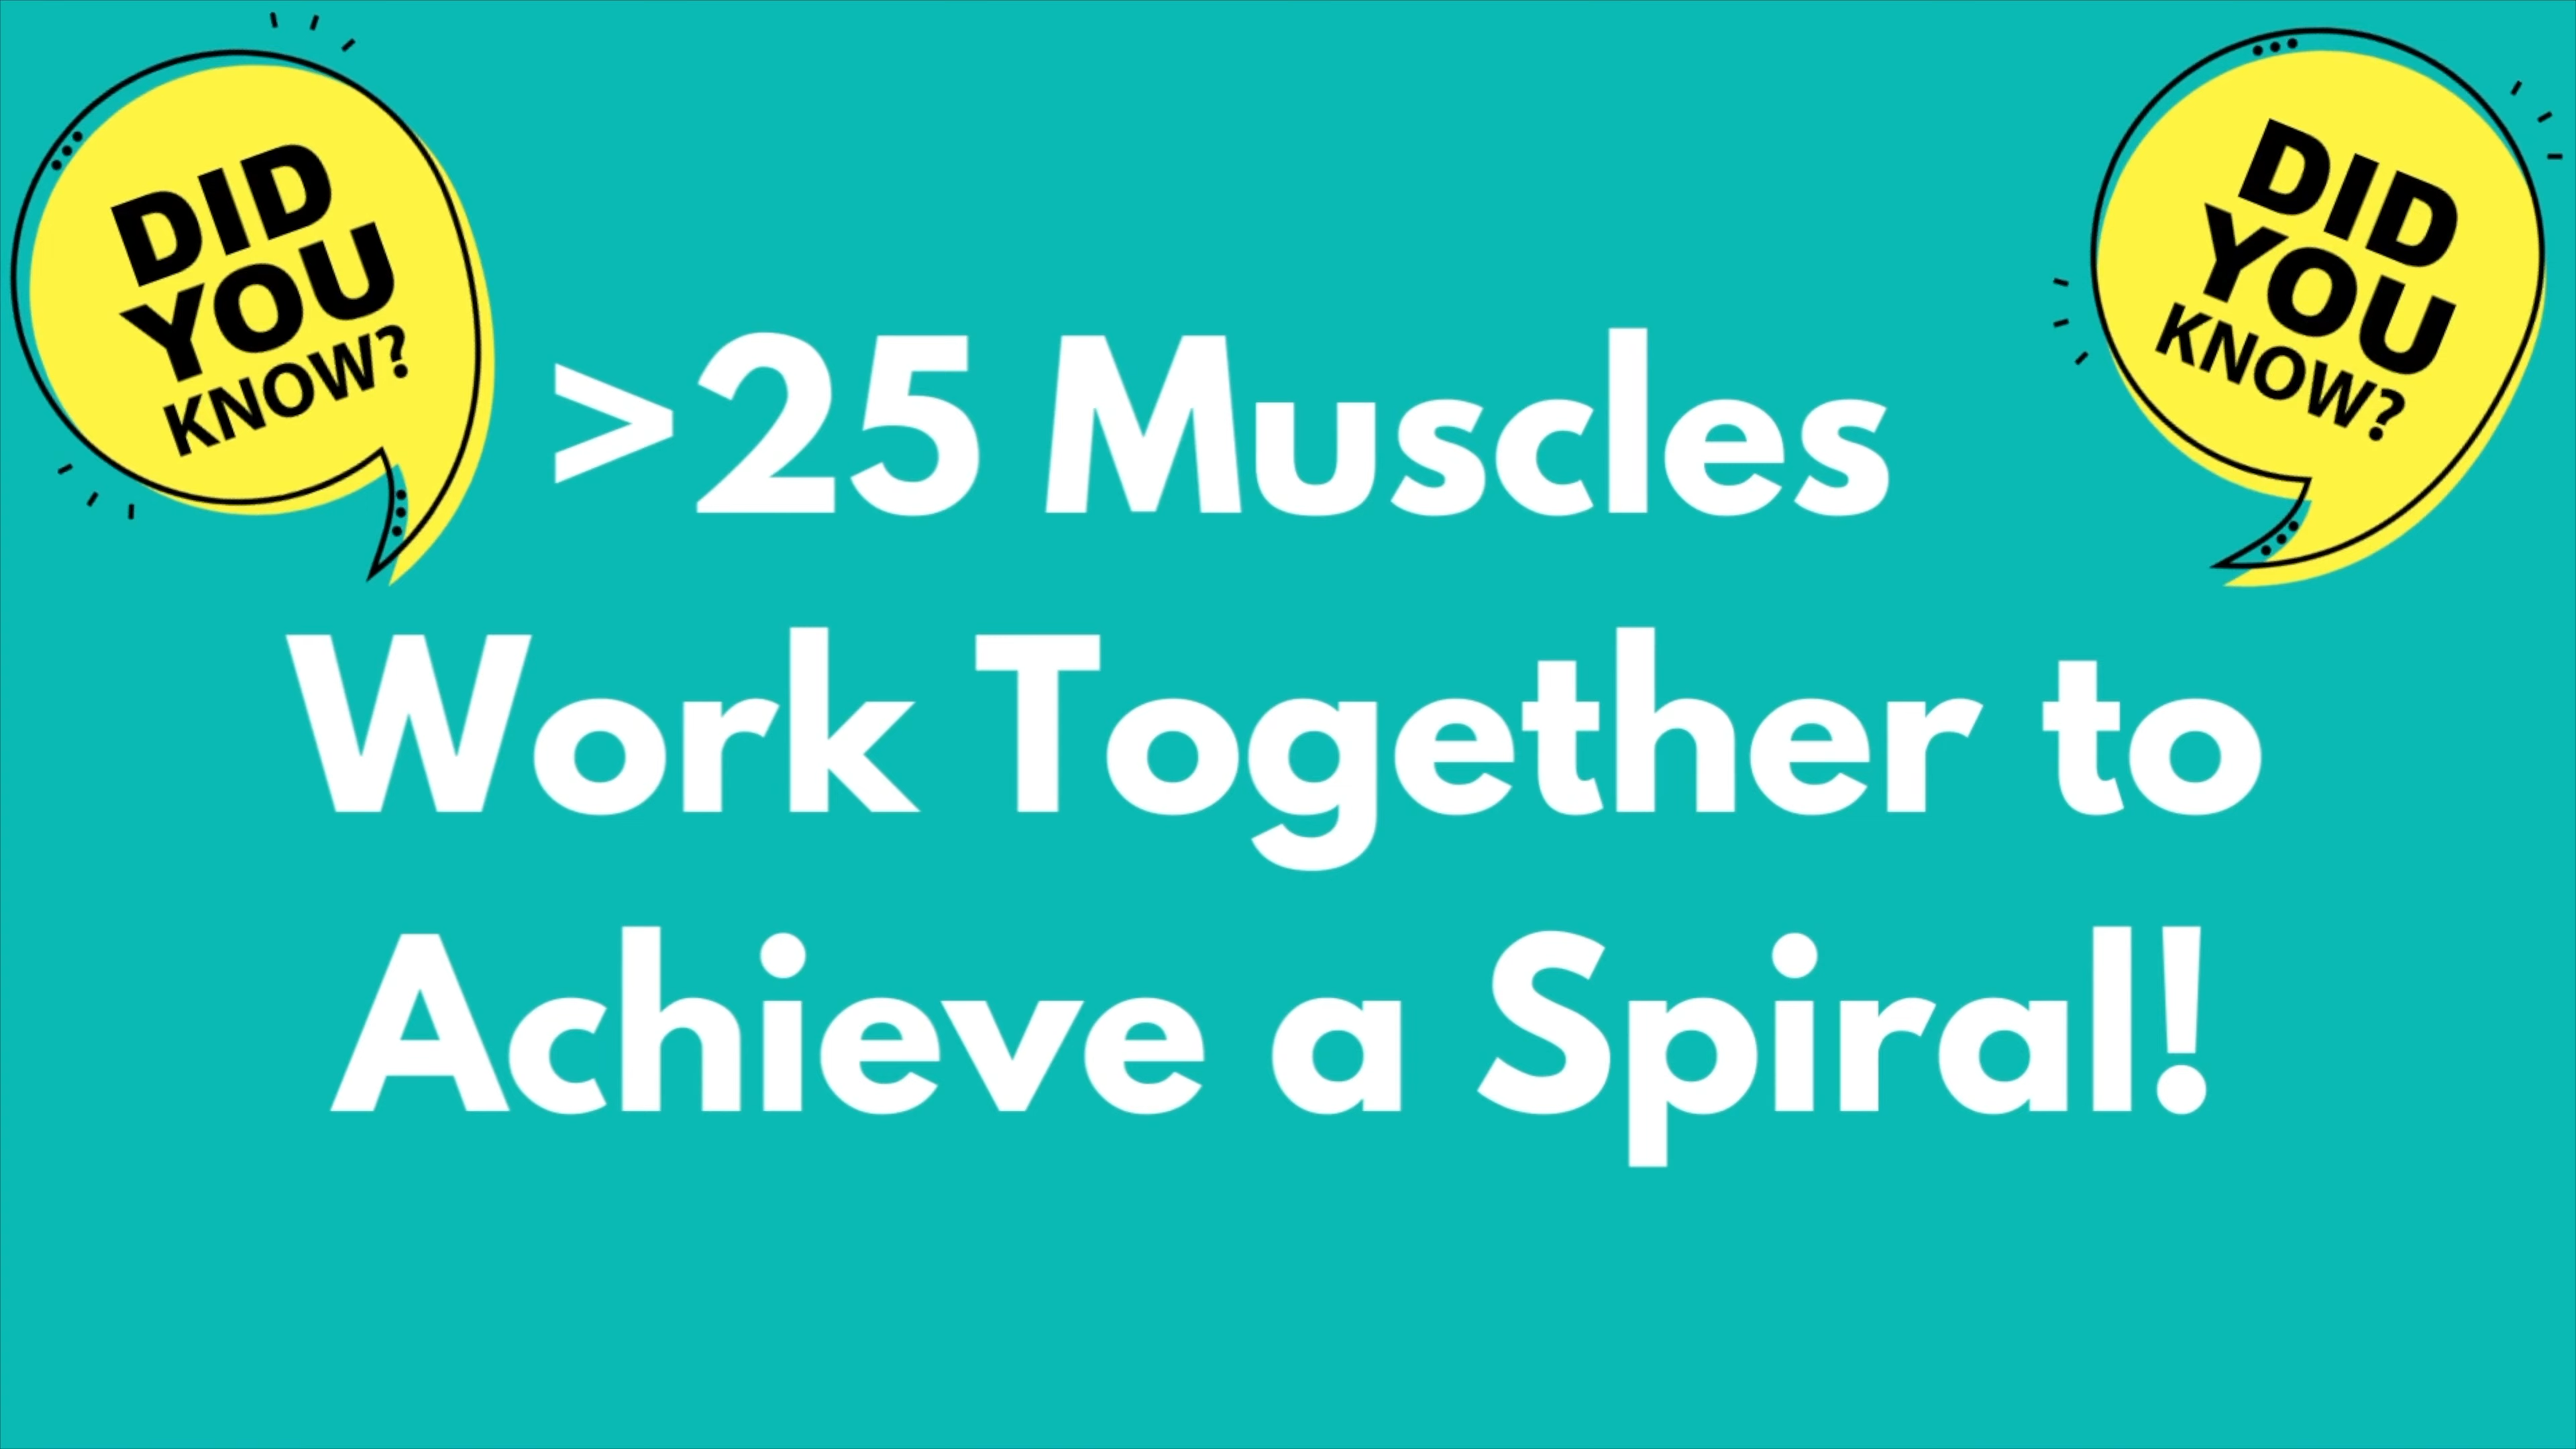 DID
YOU
KNOW?
DID
YOU
KNOW?
>25 Muscles
Work Together to
Achieve a Spiral!